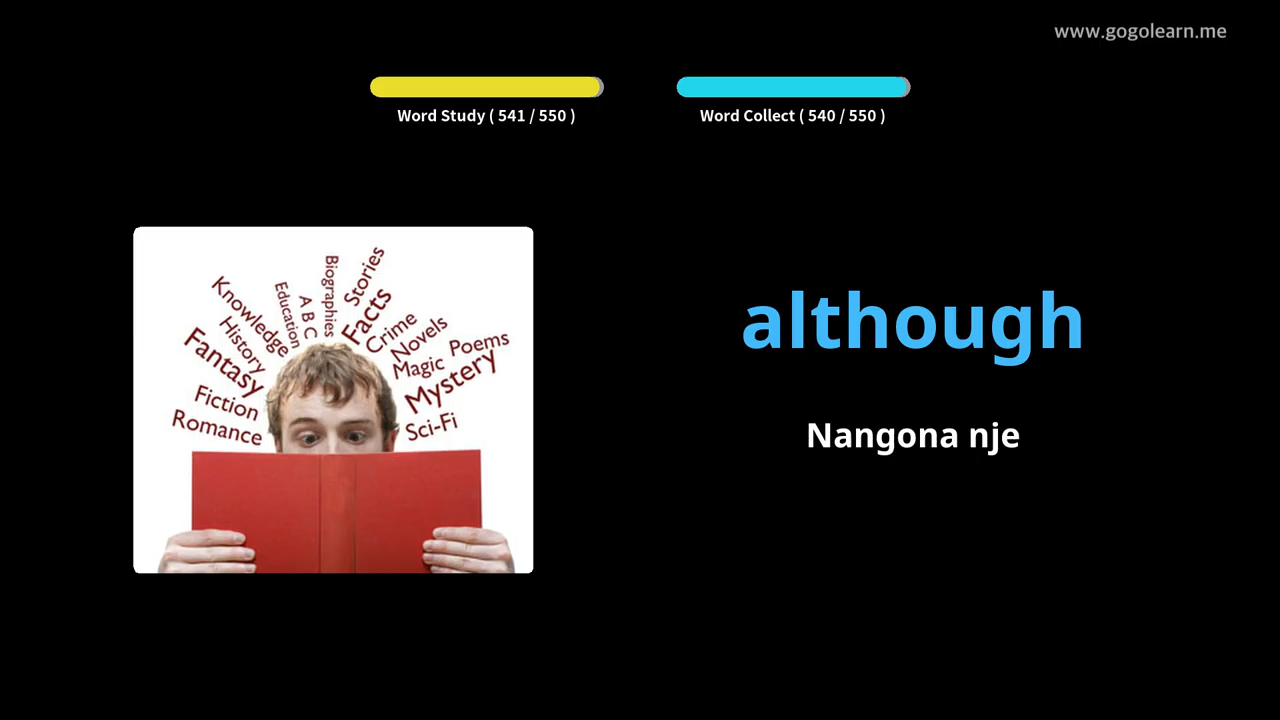 www.gogolearn.me
Word Study ( 541 / 550 )
Word Collect ( 540 / 550 )
although
Nangona nje
Knowledge
History
Fantasy
Fiction
Romance
Education
A B C
Biographies
Stories
Facts
Crime
Novels
Magic
Poems
Mystery
Sci-Fi